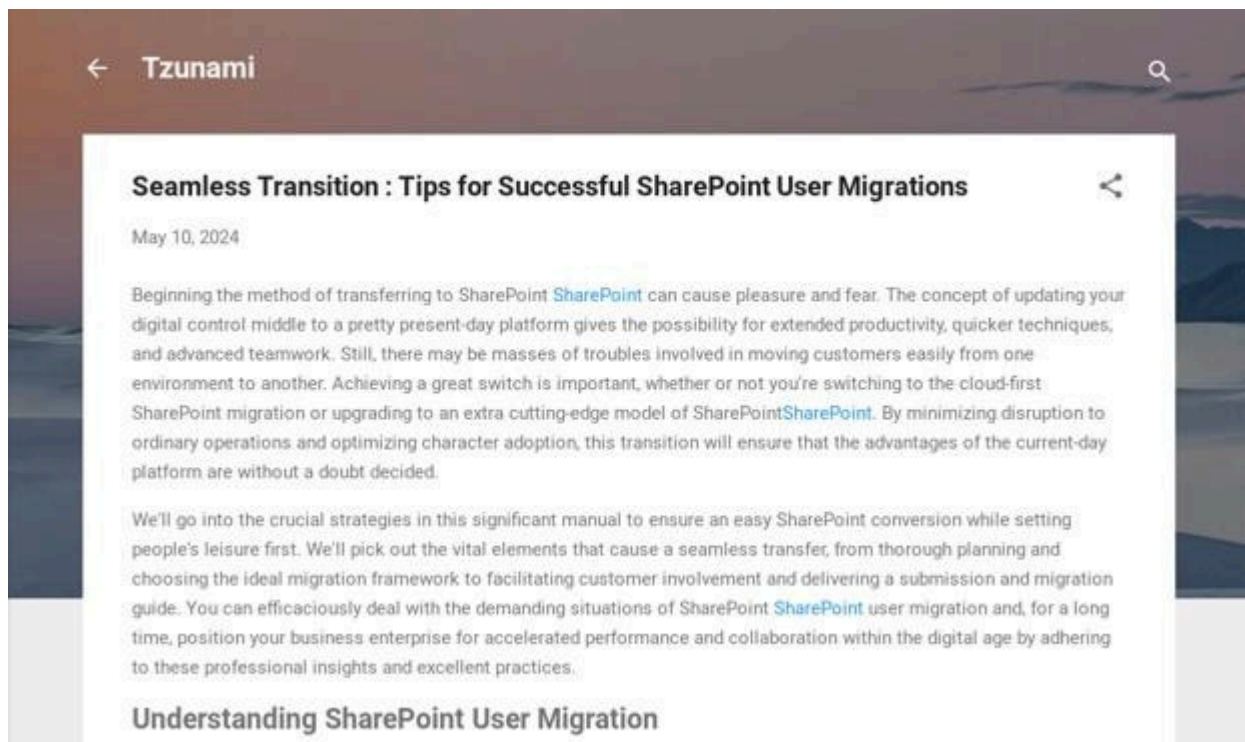 Tzunami
Seamless Transition : Tips for Successful SharePoint User Migrations
May 10, 2024
Beginning the method of transferring to SharePoint SharePoint can cause pleasure and fear. The concept of updating your
digital control middle to a pretty present-day platform gives the possibility for extended productivity, quicker techniques,
and advanced teamwork. Still, there may be masses of troubles involved in moving customers easily from one
environment to another. Achieving a great switch is important, whether or not you're switching to the cloud-first
SharePoint migration or upgrading to an extra cutting-edge model of SharePointSharePoint. By minimizing disruption to
ordinary operations and optimizing character adoption, this transition will ensure that the advantages of the current-day
platform are without a doubt decided.
We'll go into the crucial strategies in this significant manual to ensure an easy SharePoint conversion while setting
people's leisure first. We'll pick out the vital elements that cause a seamless transfer, from thorough planning and
choosing the ideal migration framework to facilitating customer involvement and delivering a submission and migration
guide. You can efficaciously deal with the demanding situations of SharePoint SharePoint user migration and, for a long
time, position your business enterprise for accelerated performance and collaboration within the digital age by adhering
to these professional insights and excellent practices.
Understanding SharePoint User Migration